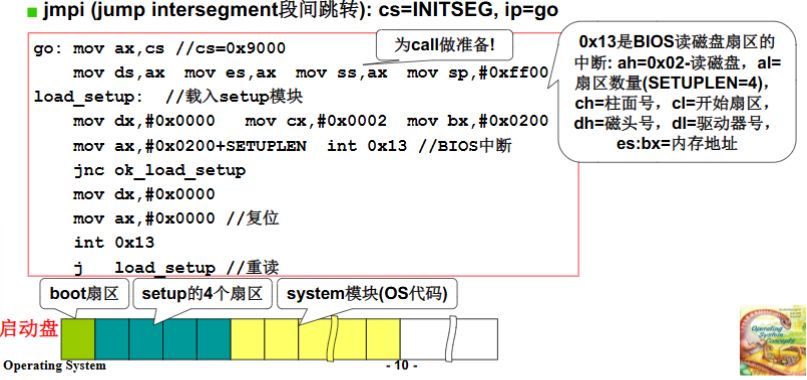 jmpi (jump intersegment段间跳转): cs=INITSEG, ip=go
go: mov ax,cs //cs=0x9000
为call做准备!
mov ds,ax mov es,ax mov ss,ax mov sp,#0xff00
load_setup: //载入setup模块
mov dx,#0x0000 mov cx,#0x0002 mov bx,#0x0200
mov ax,#0x0200+SETUPLEN int 0x13 //BIOS中断
jnc ok_load_setup
mov dx,#0x0000
mov ax,#0x0000 //复位
int 0x13
j load_setup //重读
0x13是BIOS读磁盘扇区的
中断: ah=0x02-读磁盘，al=
扇区数量(SETUPLEN=4)，
ch=柱面号，cl=开始扇区，
dh=磁头号，dl=驱动器号，
es:bx=内存地址
boot扇区
setup的4个扇区
system模块(OS代码)
启动盘
Operating System
- 10 -
Operating
System
Concepts